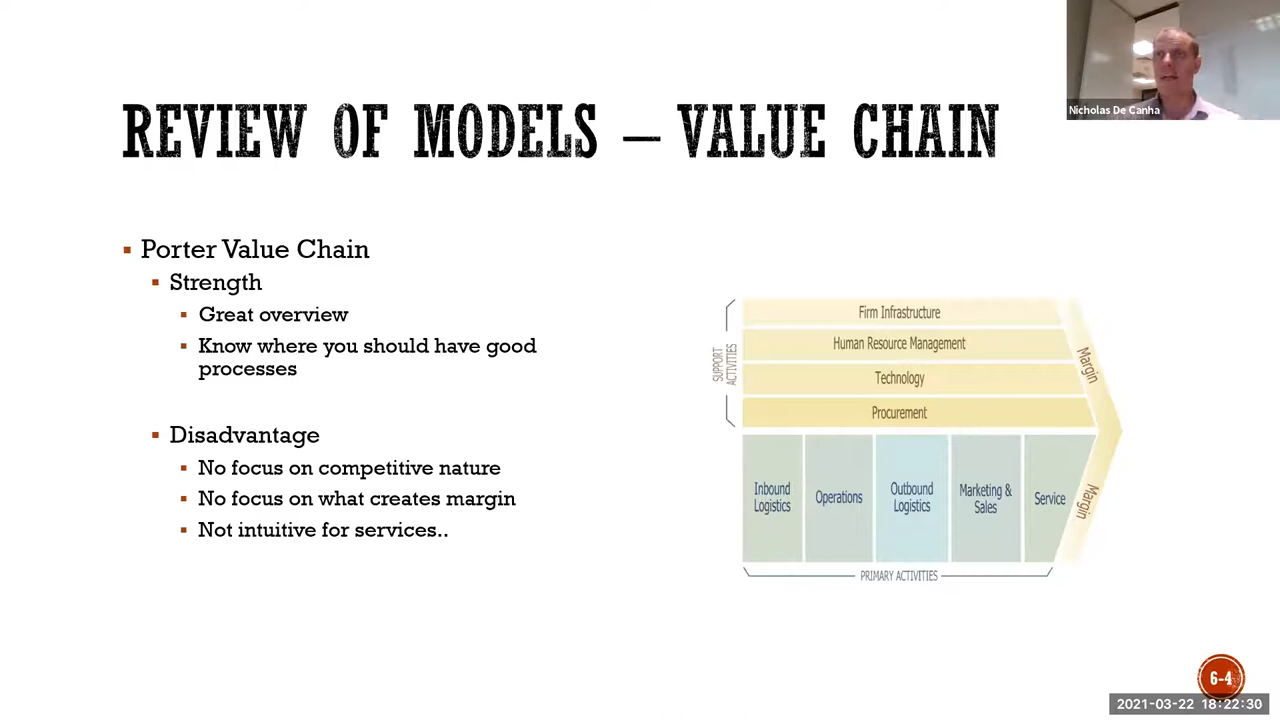 Nicholas De Canha
REVIEW OF MODELS – VALUE CHAIN
Porter Value Chain
Strength
Great overview
Know where you should have good
processes
Disadvantage
No focus on competitive nature
No focus on what creates margin
Not intuitive for services..
SUPPORT
ACTIVITIES
Firm Infrastructure
Human Resource Management
Technology
Procurement
Margin
Inbound
Logistics
Operations
Outbound
Logistics
Marketing &
Sales
Service
Margin
PRIMARY ACTIVITIES
6-4
2021-03-22 18:22:30